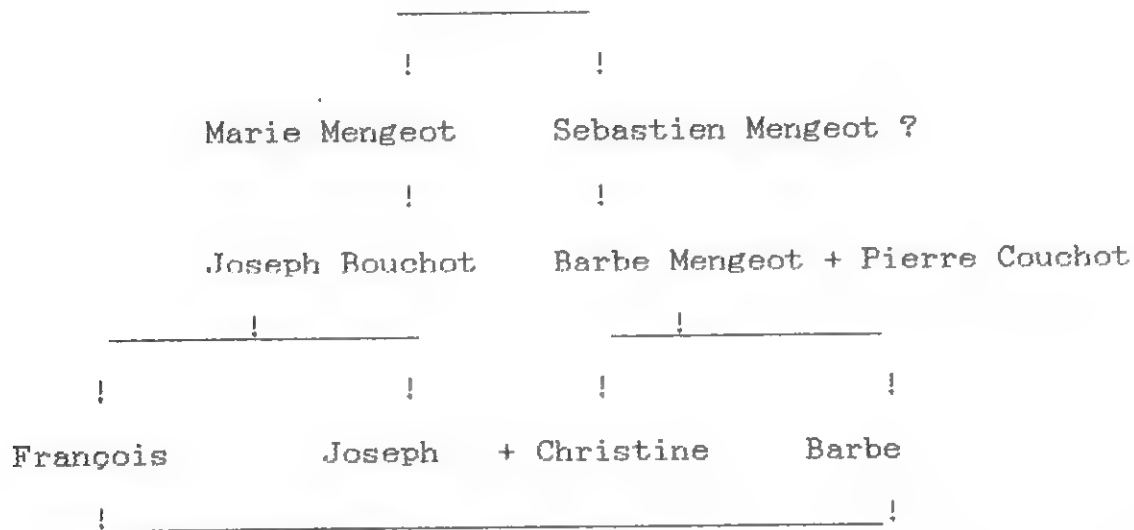 ! !
Marie Mengeot Sebastien Mengeot ?
! !
Joseph Bouchot Barbe Mengeot + Pierre Couchot
! !
! ! ! !
François Joseph + Christine Barbe
! !